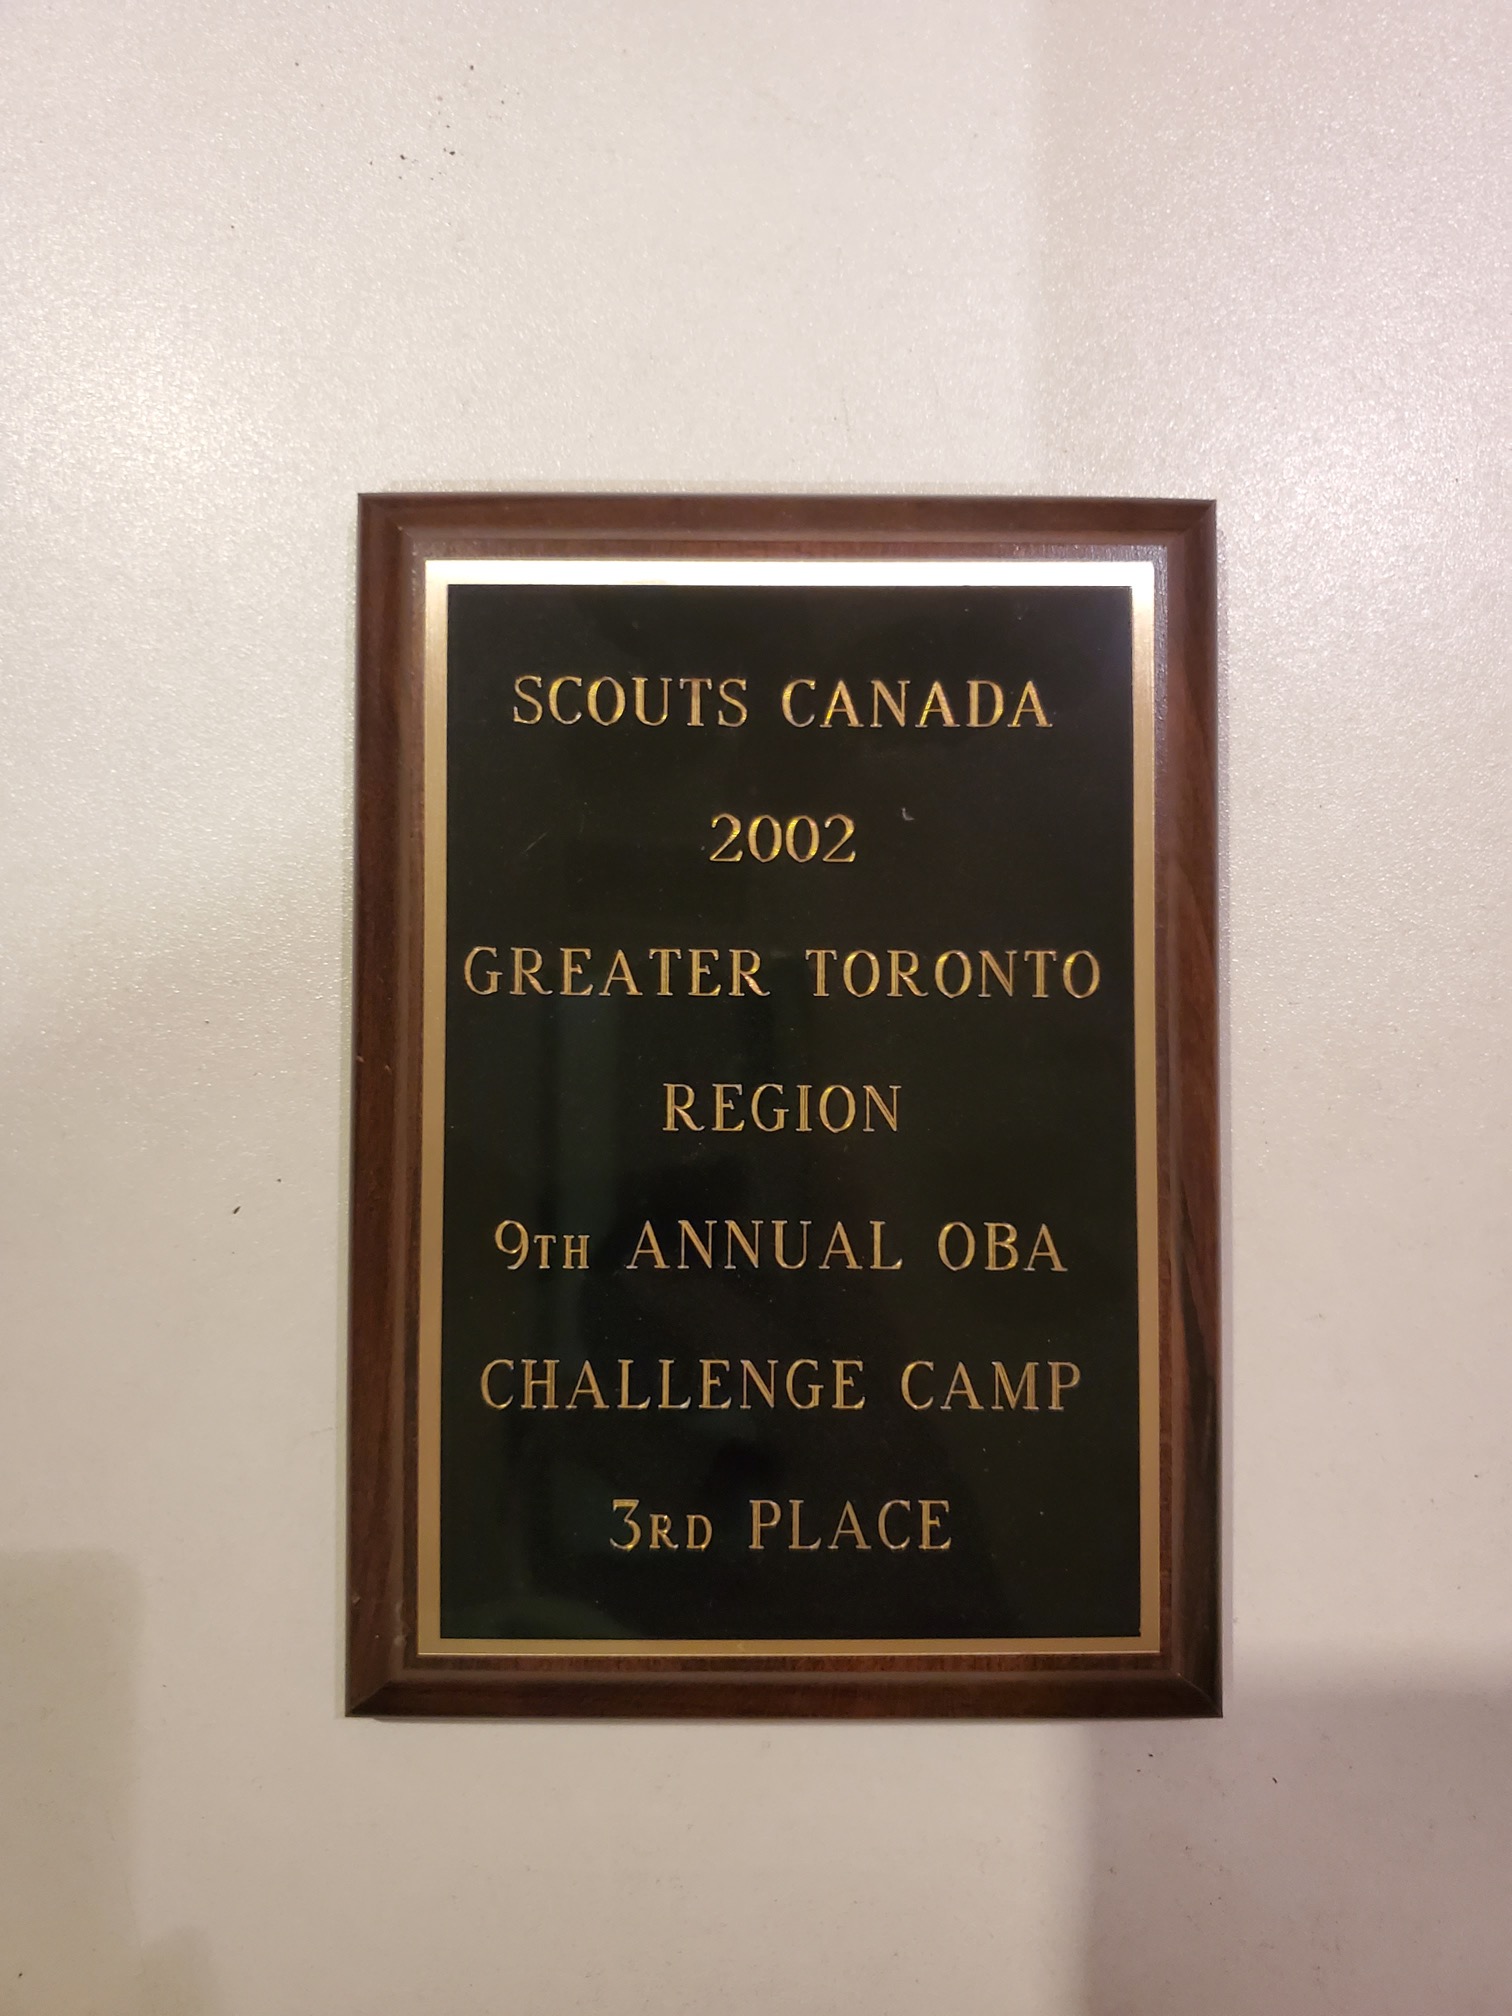 SCOUTS CANADA
2002
GREATER TORONTO
REGION
9TH ANNUAL OBA
CHALLENGE CAMP
3RD PLACE